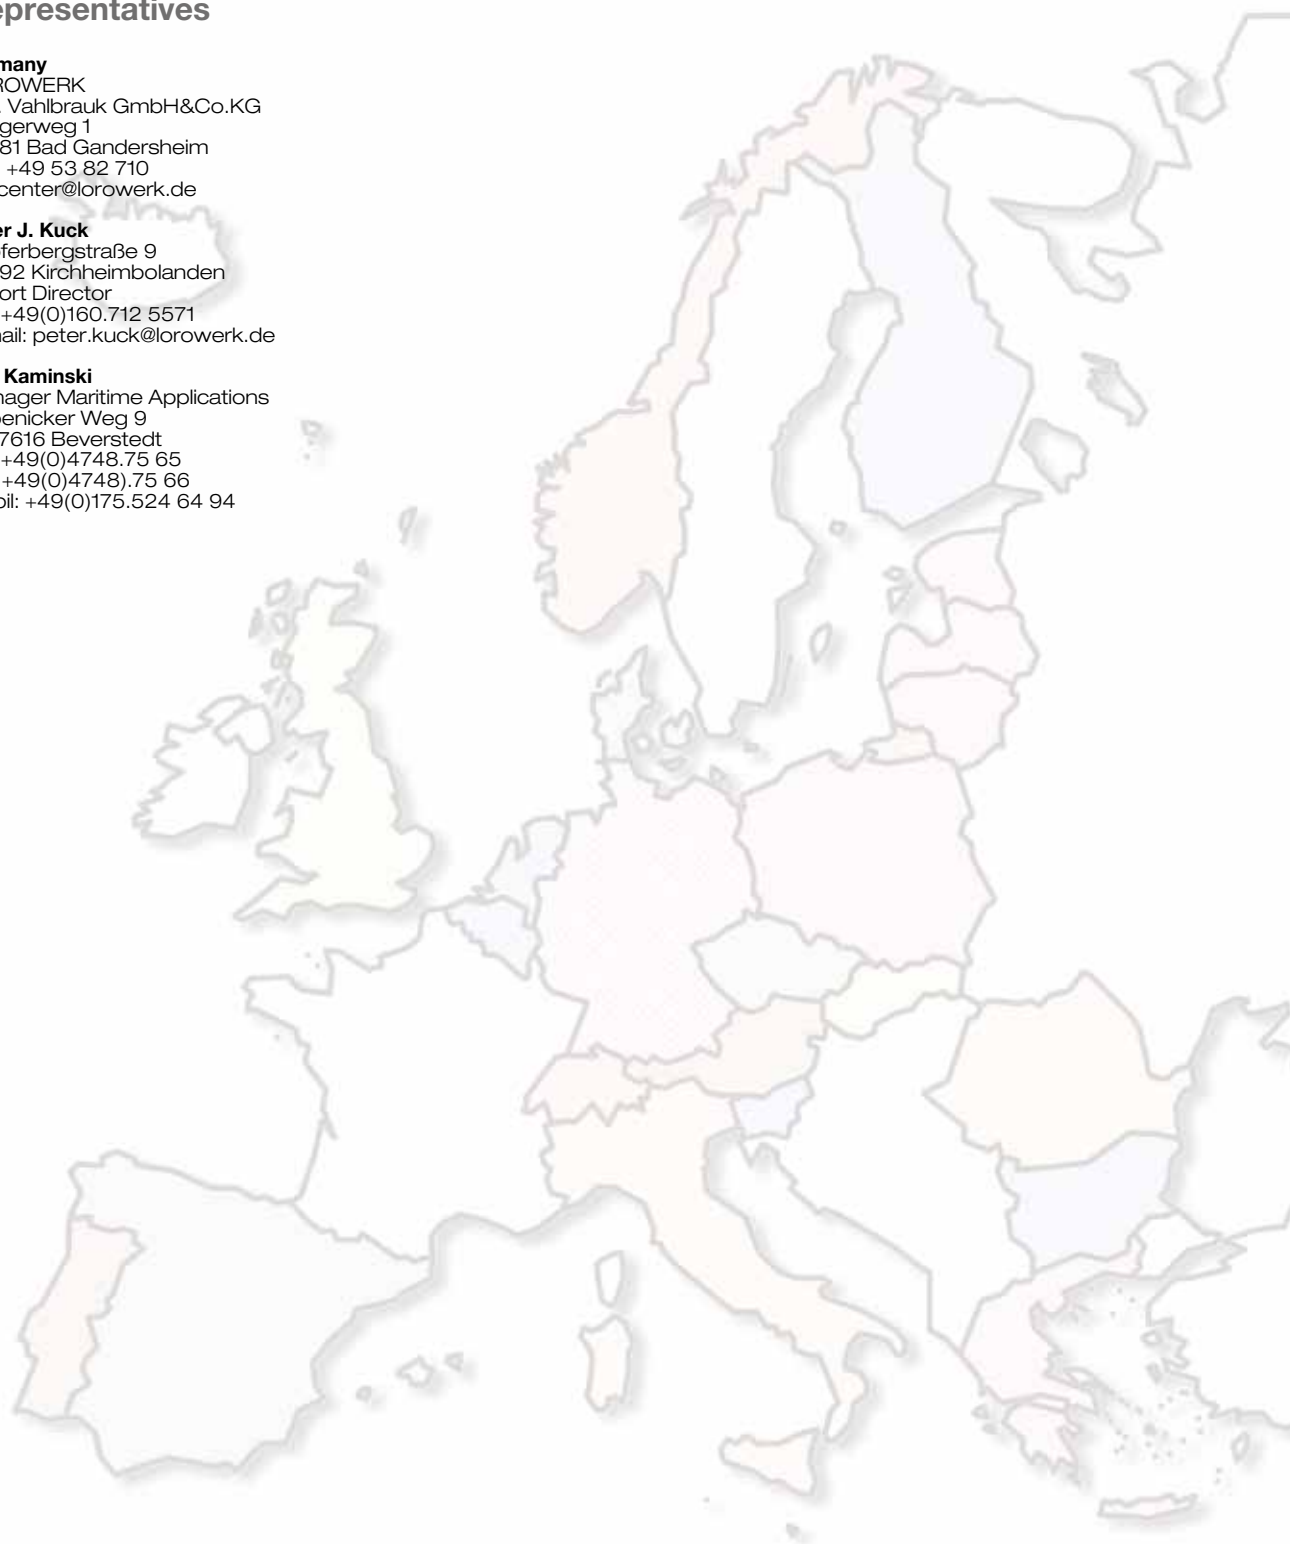 presentatives
many
ROWERK
. Vahlbrauk GmbH&Co.KG
gerweg 1
81 Bad Gandersheim
+49 53 82 710
center@lorowerk.de
er J. Kuck
ferbergstraße 9
92 Kirchheimbolanden
ort Director
+49(0)160.712 5571
ail: peter.kuck@lorowerk.de
Kaminski
nager Maritime Applications
penicker Weg 9
7616 Beverstedt
+49(0)4748.75 65
+49(0)4748).75 66
bil: +49(0)175.524 64 94